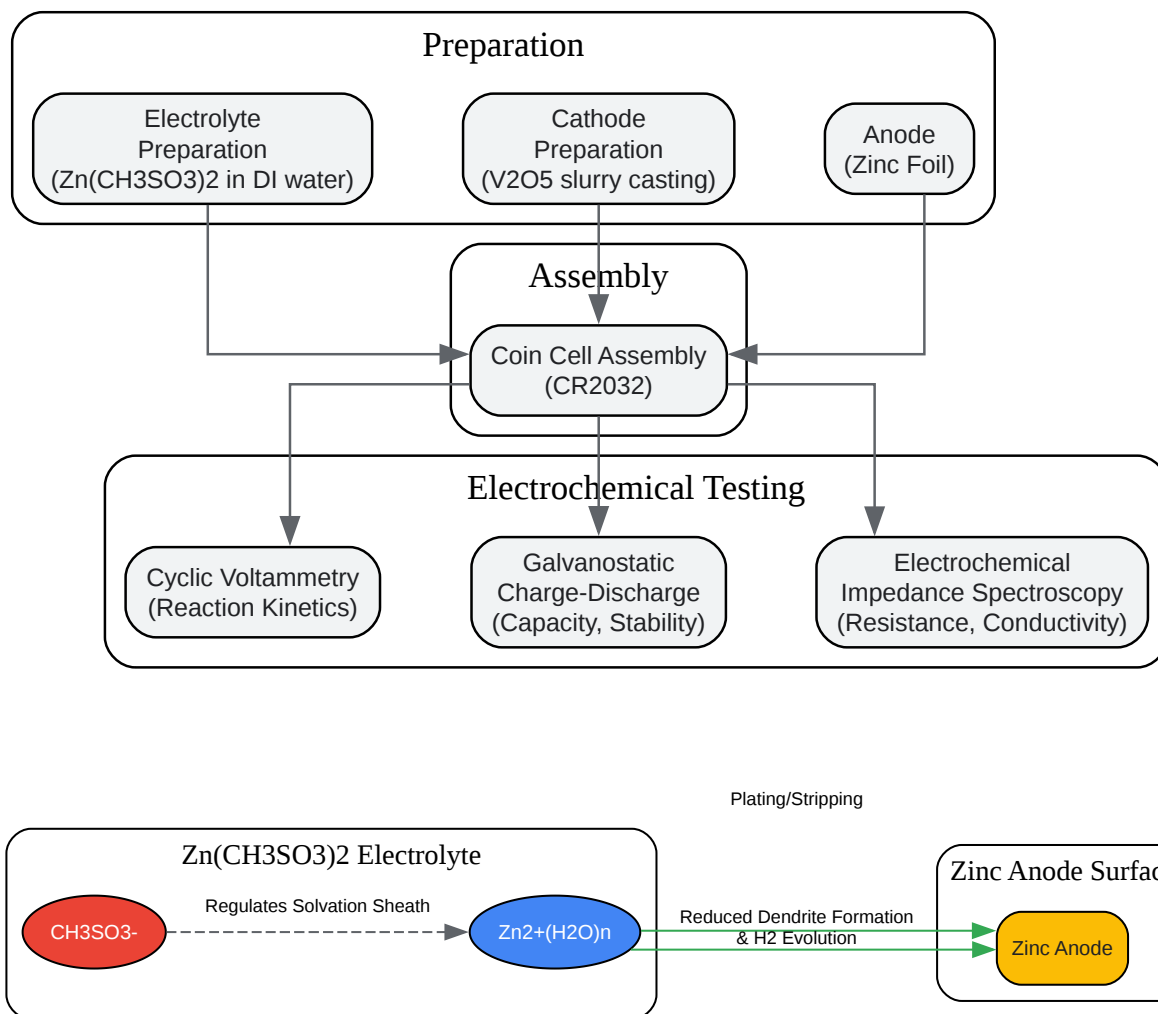 Preparation
Electrolyte
Preparation
(Zn(CH3SO3)2 in DI water)
Cathode
Preparation
(V2O5 slurry casting)
Anode
(Zinc Foil)
Assembly
Coin Cell Assembly
(CR2032)
Electrochemical Testing
Cyclic Voltammetry
(Reaction Kinetics)
Galvanostatic
Charge-Discharge
(Capacity, Stability)
Electrochemical
Impedance Spectroscopy
(Resistance, Conductivity)
Plating/Stripping
Zn(CH3SO3)2 Electrolyte
CH3SO3-
Regulates Solvation Sheath
Zn2+(H2O)n
Reduced Dendrite Formation
& H2 Evolution
Zinc Anode Surfac
Zinc Anode